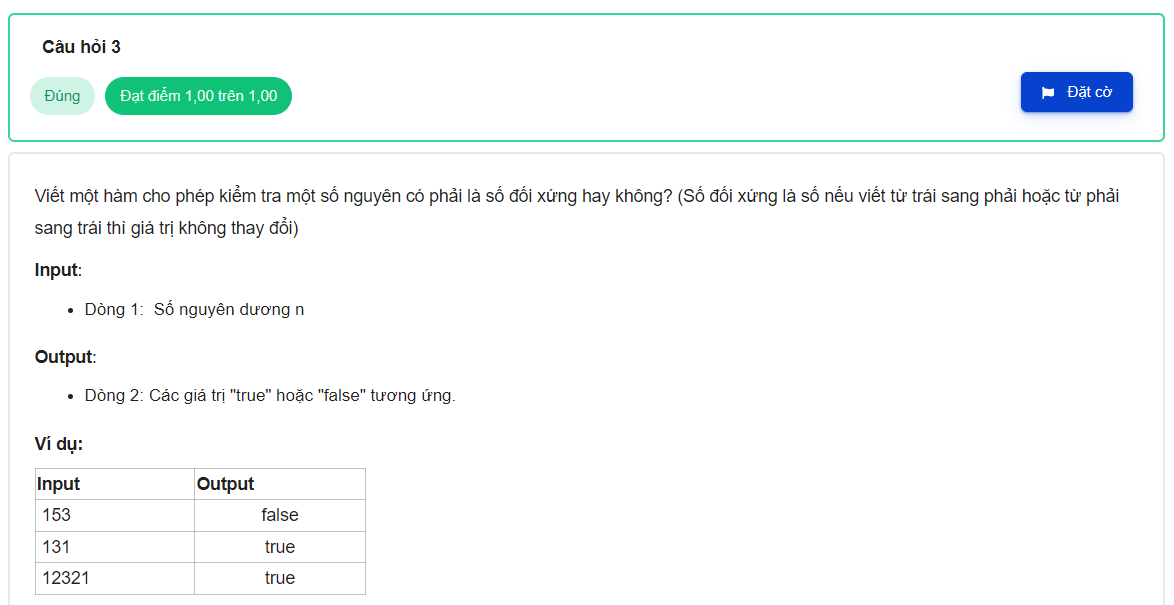 Câu hỏi 3
Đúng
Đạt điểm 1,00 trên 1,00
Đặt cờ
Viết một hàm cho phép kiểm tra một số nguyên có phải là số đối xứng hay không? (Số đối xứng là số nếu viết từ trái sang phải hoặc từ phải
sang trái thì giá trị không thay đổi)
Input:
• Dòng 1: Số nguyên dương n
Output:
• Dòng 2: Các giá trị "true" hoặc "false" tương ứng.
Ví dụ:
Input Output
153 false
131 true
12321 true